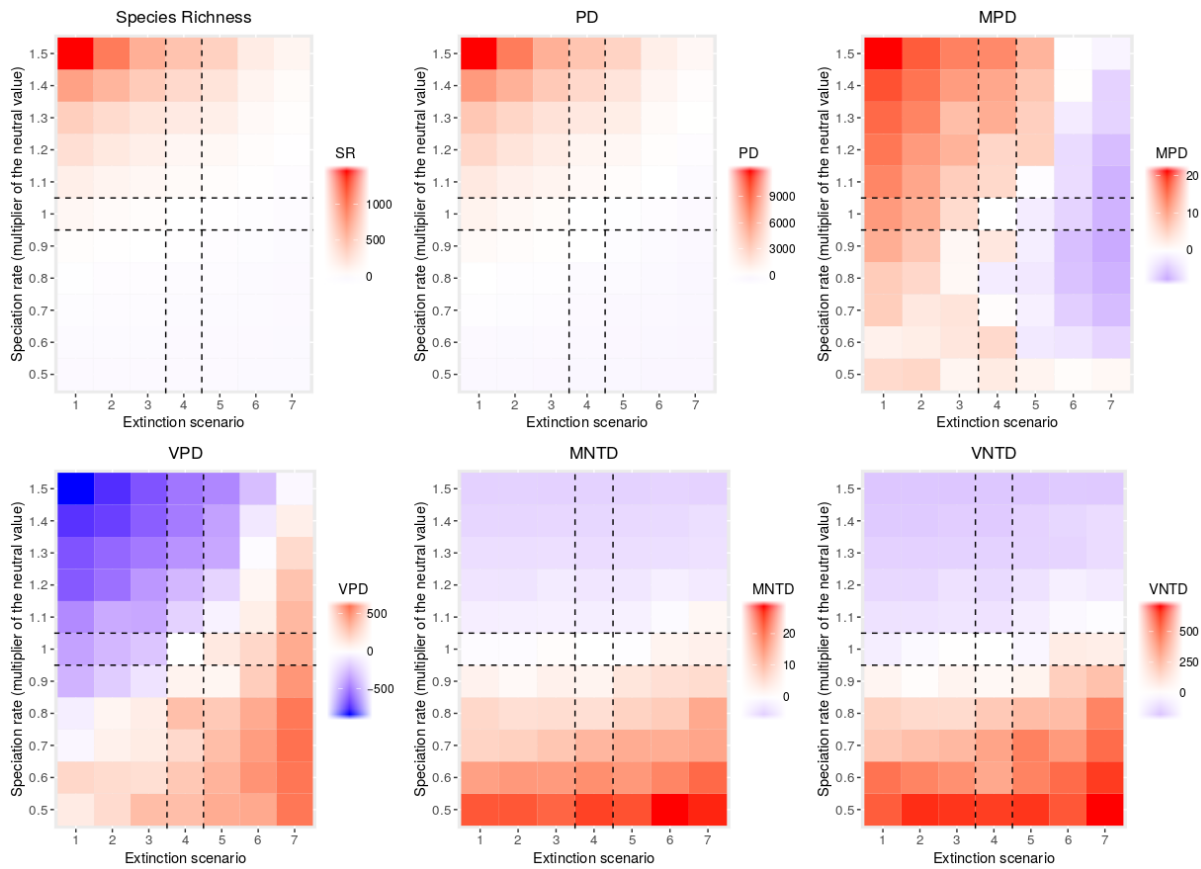 Species Richness
Speciation rate (multiplier of the neutral value)
1.5
1.4
1.3
1.2
1.1
1
0.9
0.8
0.7
0.6
0.5
1 2 3 4 5 6 7
Extinction scenario
SR
1000
500
0
PD
Speciation rate (multiplier of the neutral value)
1.5
1.4
1.3
1.2
1.1
1
0.9
0.8
0.7
0.6
0.5
1 2 3 4 5 6 7
Extinction scenario
PD
9000
6000
3000
0
MPD
Speciation rate (multiplier of the neutral value)
1.5
1.4
1.3
1.2
1.1
1
0.9
0.8
0.7
0.6
0.5
1 2 3 4 5 6 7
Extinction scenario
MPD
20
10
0
VPD
Speciation rate (multiplier of the neutral value)
1.5
1.4
1.3
1.2
1.1
1
0.9
0.8
0.7
0.6
0.5
1 2 3 4 5 6 7
Extinction scenario
VPD
500
0
−500
MNTD
Speciation rate (multiplier of the neutral value)
1.5
1.4
1.3
1.2
1.1
1
0.9
0.8
0.7
0.6
0.5
1 2 3 4 5 6 7
Extinction scenario
MNTD
20
10
0
VNTD
Speciation rate (multiplier of the neutral value)
1.5
1.4
1.3
1.2
1.1
1
0.9
0.8
0.7
0.6
0.5
1 2 3 4 5 6 7
Extinction scenario
VNTD
500
250
0